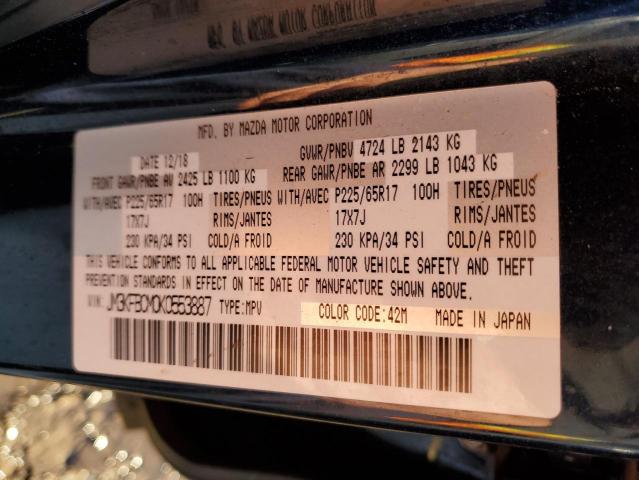 MFD. BY MAZDA MOTOR CORPORATION
DATE 12/18 GVWR/PNBV 4724 LB 2143 KG
FRONT GAWR/PNBE AV 2425 LB 1100 KG REAR GAWR/PNBE AR 2299 LB 1043 KG
WITH/AVEC P225/65R17 100H TIRES/PNEUS WITH/AVEC P225/65R17 100H TIRES/PNEUS
17X7J RIMS/JANTES 17X7J RIMS/JANTES
230 KPA/34 PSI COLD/A FROID 230 KPA/34 PSI COLD/A FROID
THIS VEHICLE CONFORMS TO ALL APPLICABLE FEDERAL MOTOR VEHICLE SAFETY AND THEFT
PREVENTION STANDARDS IN EFFECT ON THE DATE OF MANUFACTURE SHOWN ABOVE.
VIN: JM3KFBCM0K0553887 TYPE:MPV COLOR CODE:42M MADE IN JAPAN